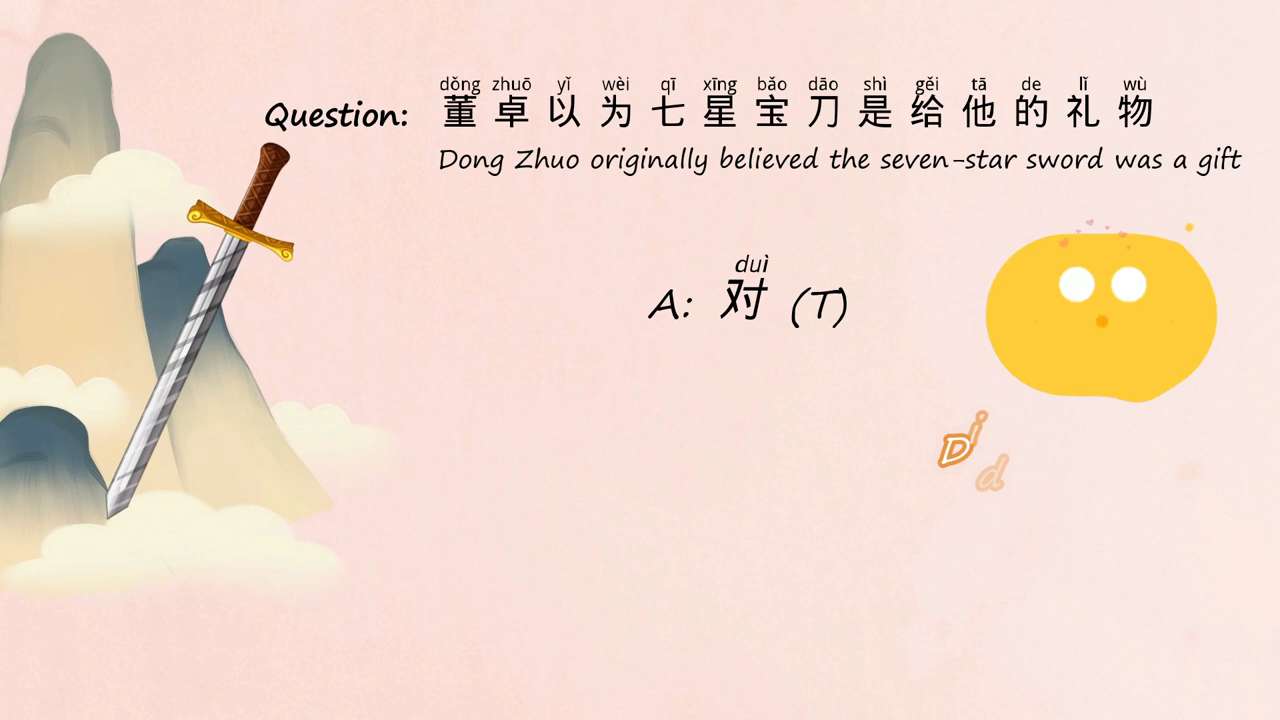 dǒng zhuō yǐ wèi qī xīng bǎo dāo shì gěi tā de lǐ wù
Question: 董卓以为七星宝刀是给他的礼物
Dong Zhuo originally believed the seven-star sword was a gift
duì
A: 对 (T)
Di
d